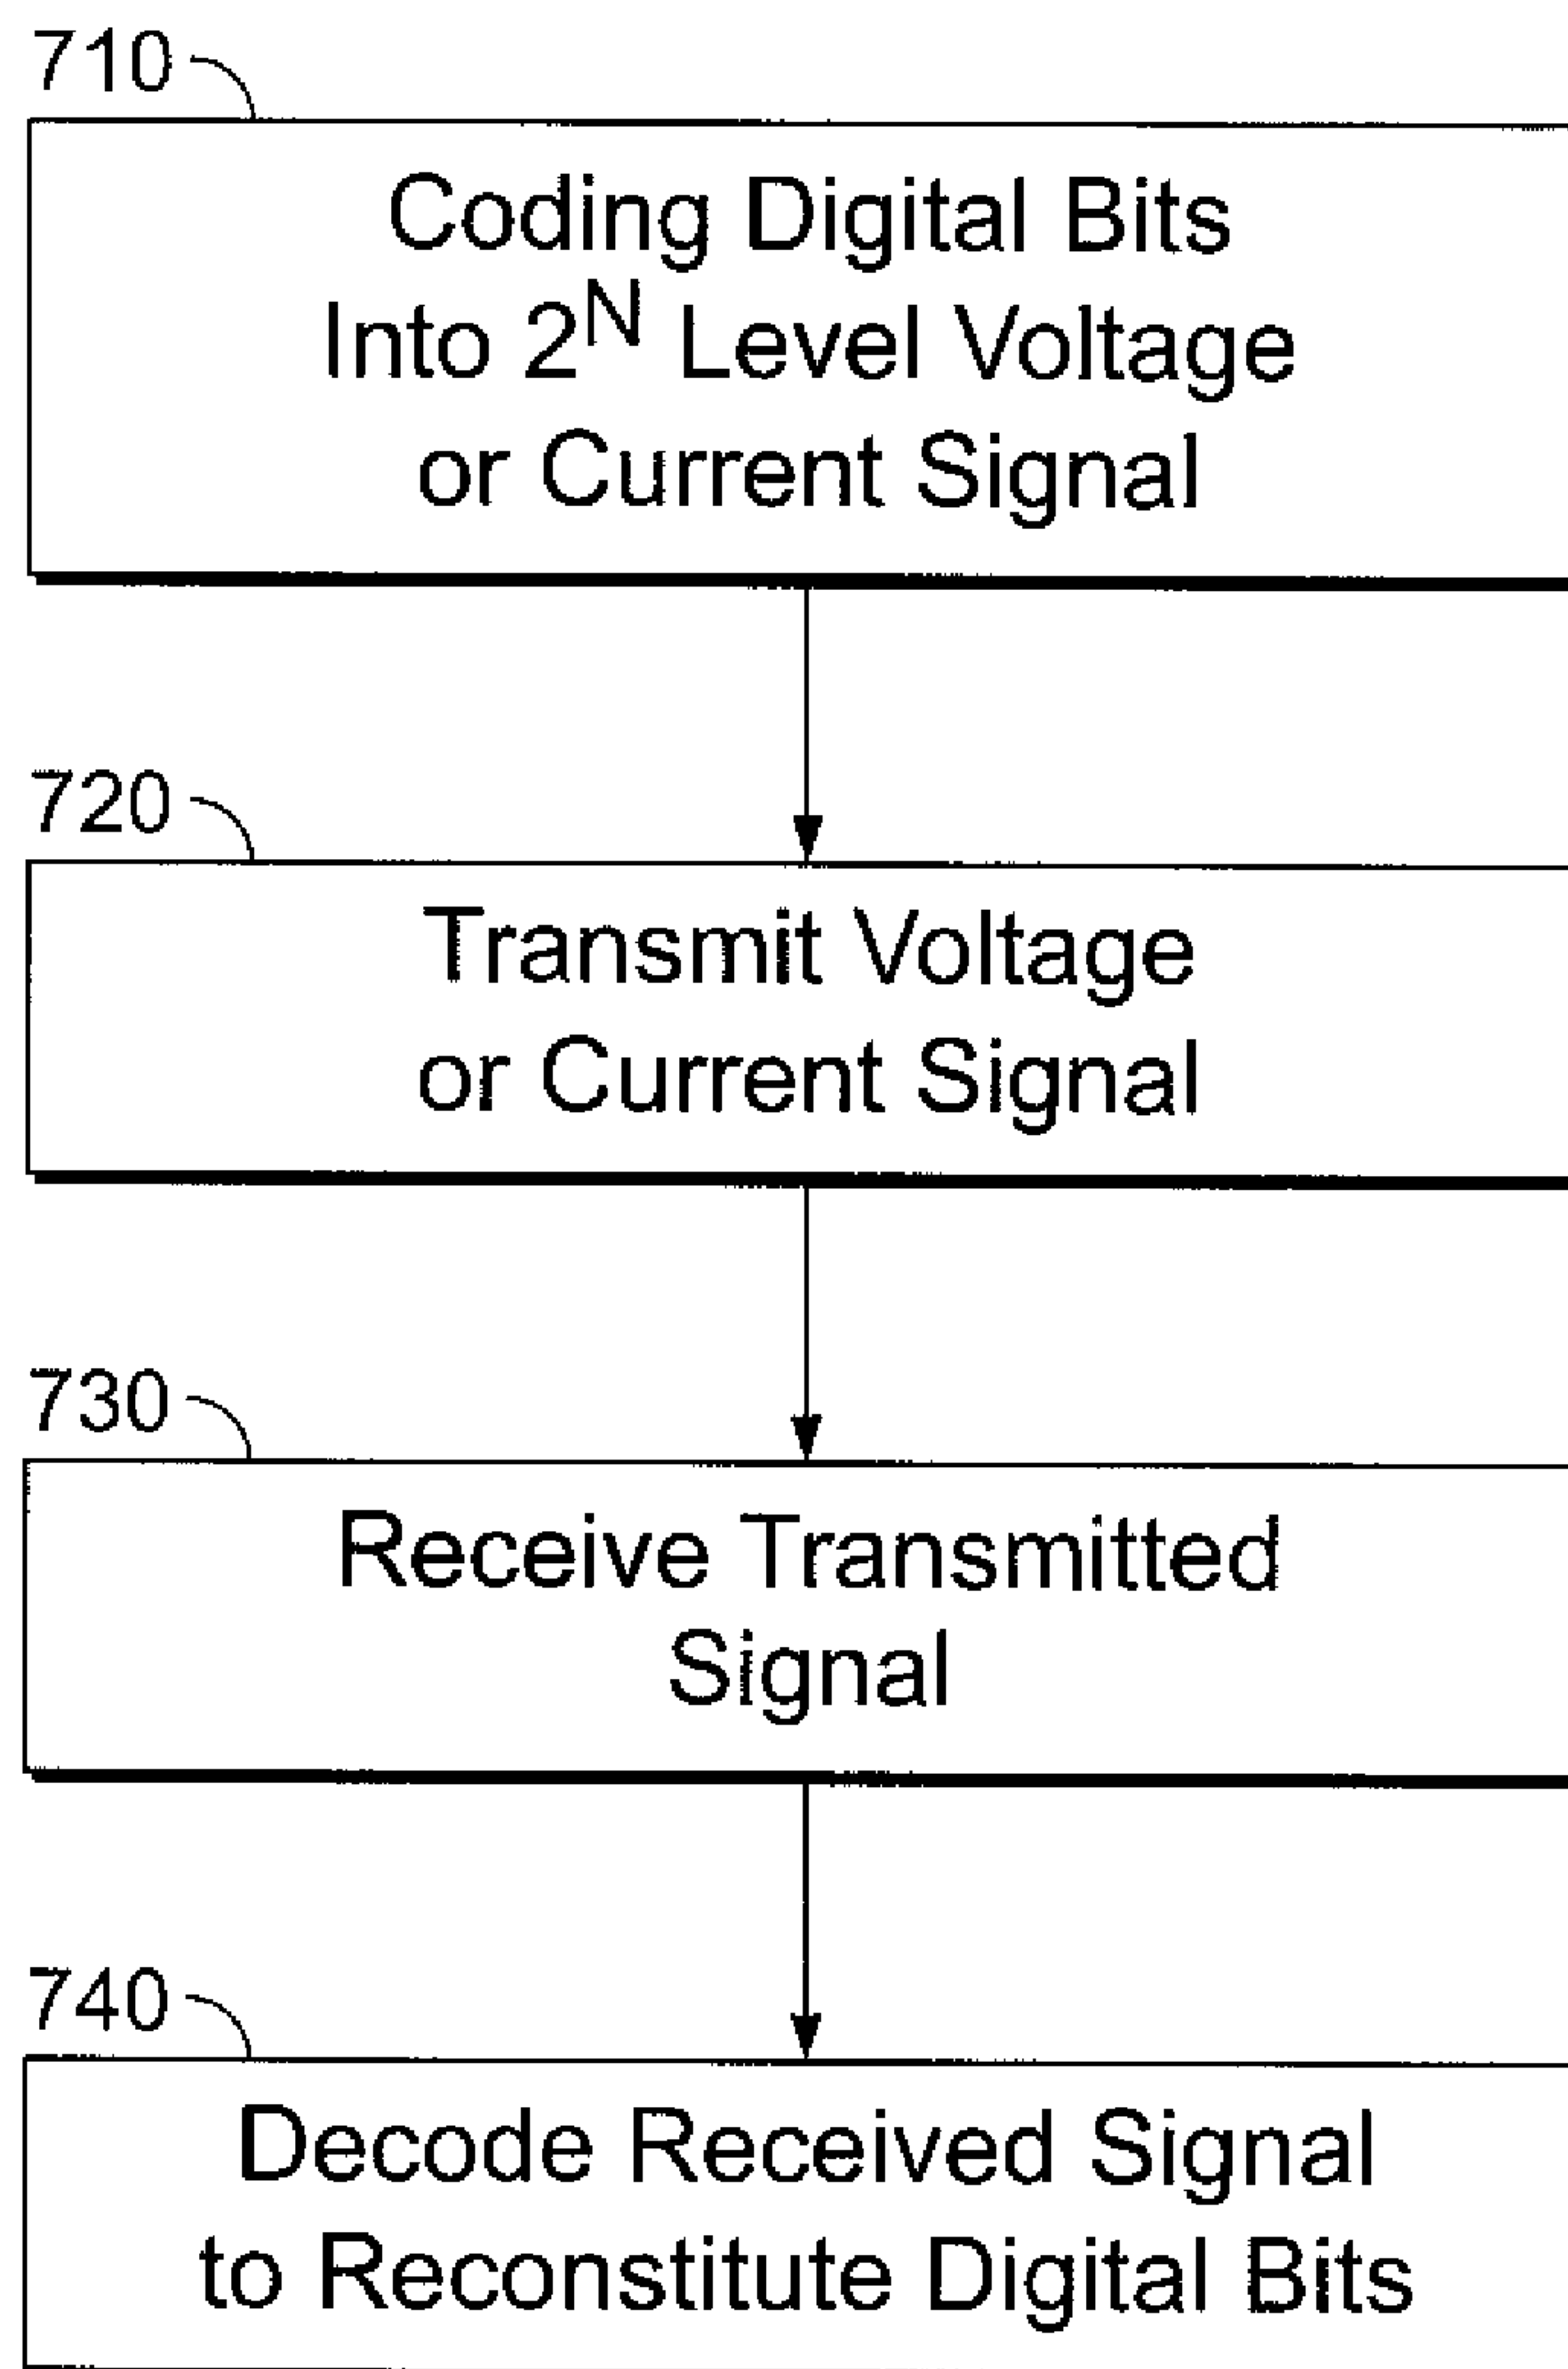 710
Coding Digital Bits
Into 2^N Level Voltage
or Current Signal
720
Transmit Voltage
or Current Signal
730
Receive Transmitted
Signal
740
Decode Received Signal
to Reconstitute Digital Bits